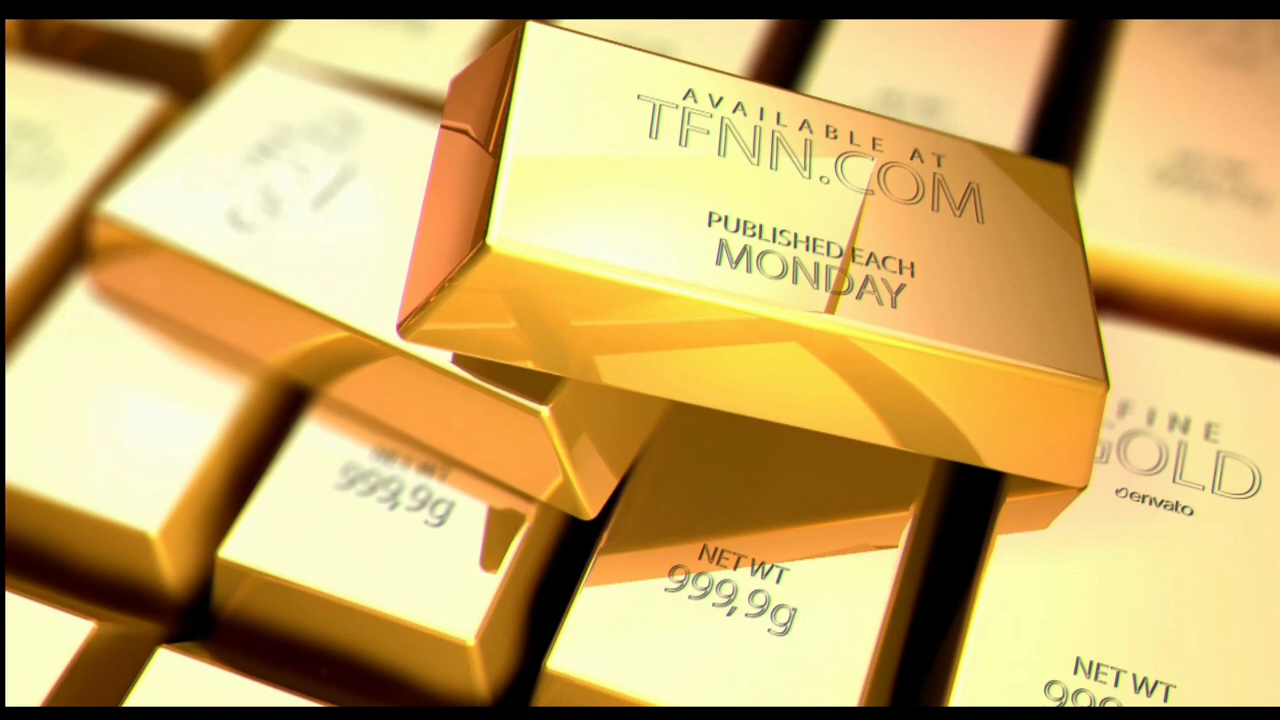 AVAILABLE AT
TFNN.COM
PUBLISHED EACH
MONDAY
FINE
GOLD
envato
NET WT
999,9g
NET WT
999,9g
NET WT